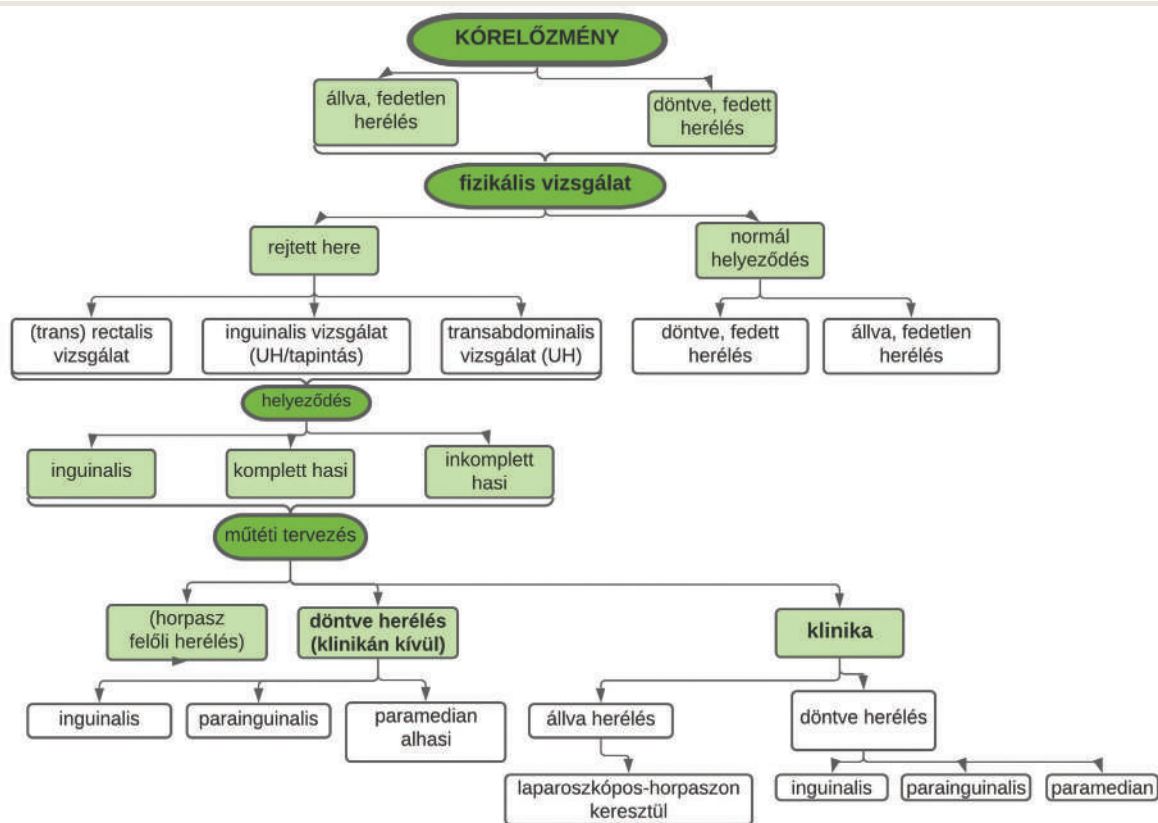 KÓRELŐZMÉNY
állva, fedetlen
herélés
döntve, fedett
herélés
fizikális vizsgálat
rejtett here
normál
helyeződés
(trans) rectalis
vizsgálat
inguinalis vizsgálat
(UH/tapintás)
transabdominalis
vizsgálat (UH)
döntve, fedett
herélés
állva, fedetlen
herélés
helyeződés
inguinalis
komplett hasi
inkomplett
hasi
műtéti tervezés
(horpasz
felőli herélés)
döntve herélés
(klinikán kívül)
klinika
inguinalis
parainguinalis
paramedian
alhasi
állva herélés
döntve herélés
laparoszkópos-horpaszon
keresztül
inguinalis
parainguinalis
paramedian